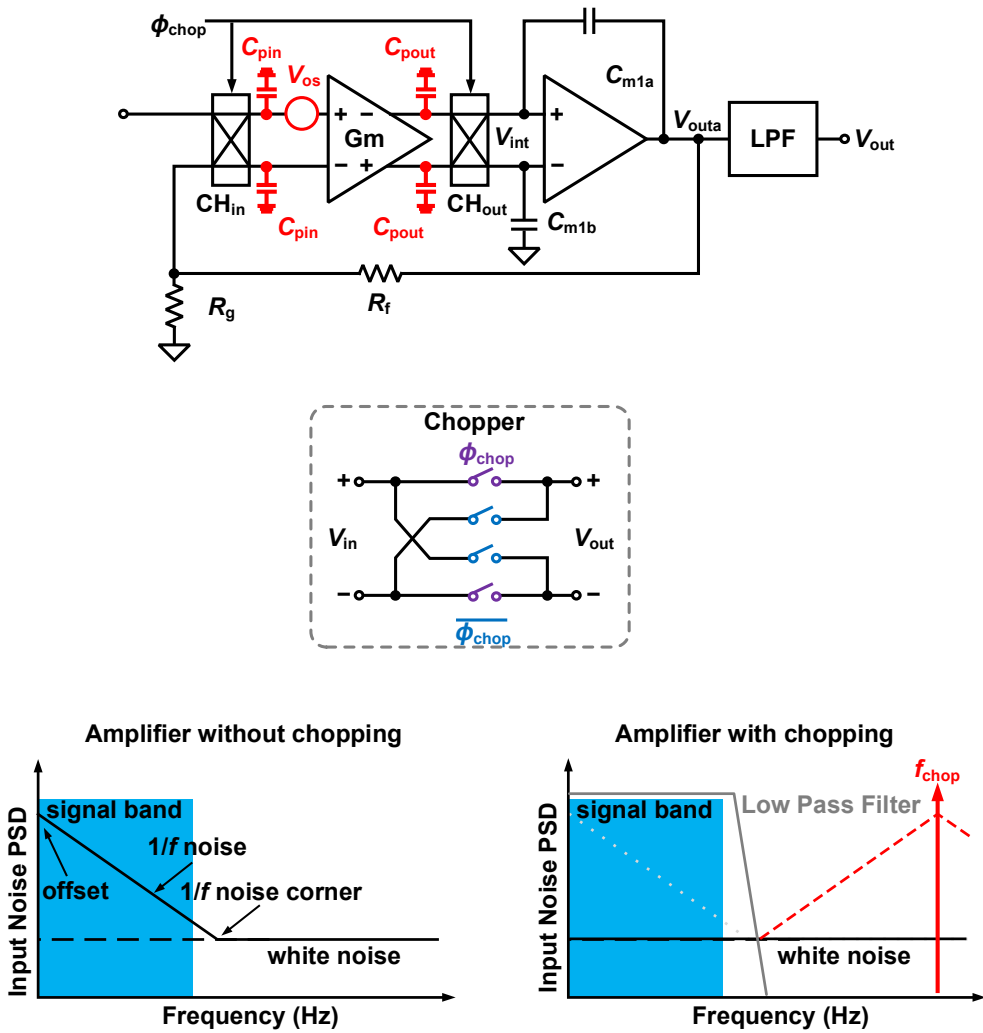 ϕchop
Cpin
Cpout
Vos
Cm1a
+
−
+
Gm
Vint
Vouta
LPF
Vout
−
+
−
CHin
CHout
Cm1b
Cpin
Cpout
Rg
Rf
Chopper
ϕchop
+
+
Vin
Vout
−
−
ϕchop
Amplifier without chopping
Input Noise PSD
signal band
1/f noise
offset
1/f noise corner
white noise
Frequency (Hz)
Amplifier with chopping
Input Noise PSD
fchop
signal band
Low Pass Filter
white noise
Frequency (Hz)